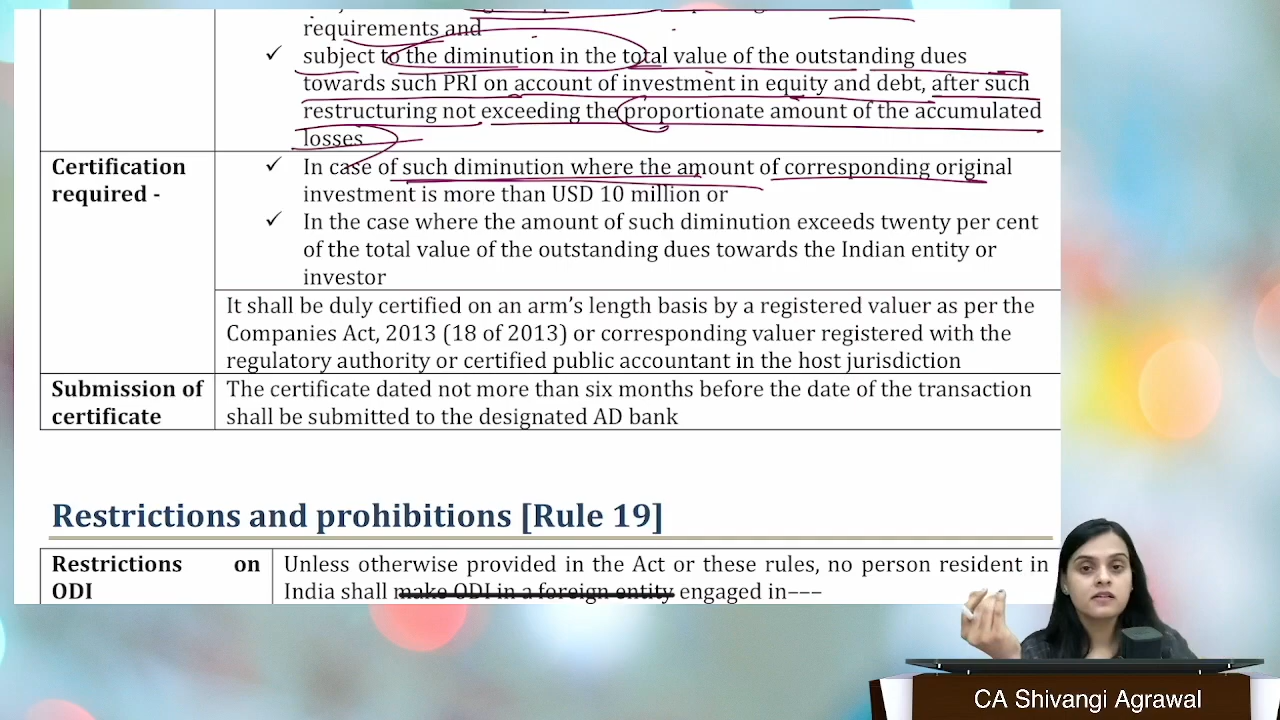 requirements and
✓ subject to the diminution in the total value of the outstanding dues
towards such PRI on account of investment in equity and debt, after such
restructuring not exceeding the proportionate amount of the accumulated
losses
Certification required -
✓ In case of such diminution where the amount of corresponding original
investment is more than USD 10 million or
✓ In the case where the amount of such diminution exceeds twenty per cent
of the total value of the outstanding dues towards the Indian entity or
investor
It shall be duly certified on an arm’s length basis by a registered valuer as per the
Companies Act, 2013 (18 of 2013) or corresponding valuer registered with the
regulatory authority or certified public accountant in the host jurisdiction
Submission of certificate
The certificate dated not more than six months before the date of the transaction
shall be submitted to the designated AD bank
Restrictions and prohibitions [Rule 19]
Restrictions on ODI
Unless otherwise provided in the Act or these rules, no person resident in
India shall make ODI in a foreign entity engaged in–––
CA Shivangi Agrawal